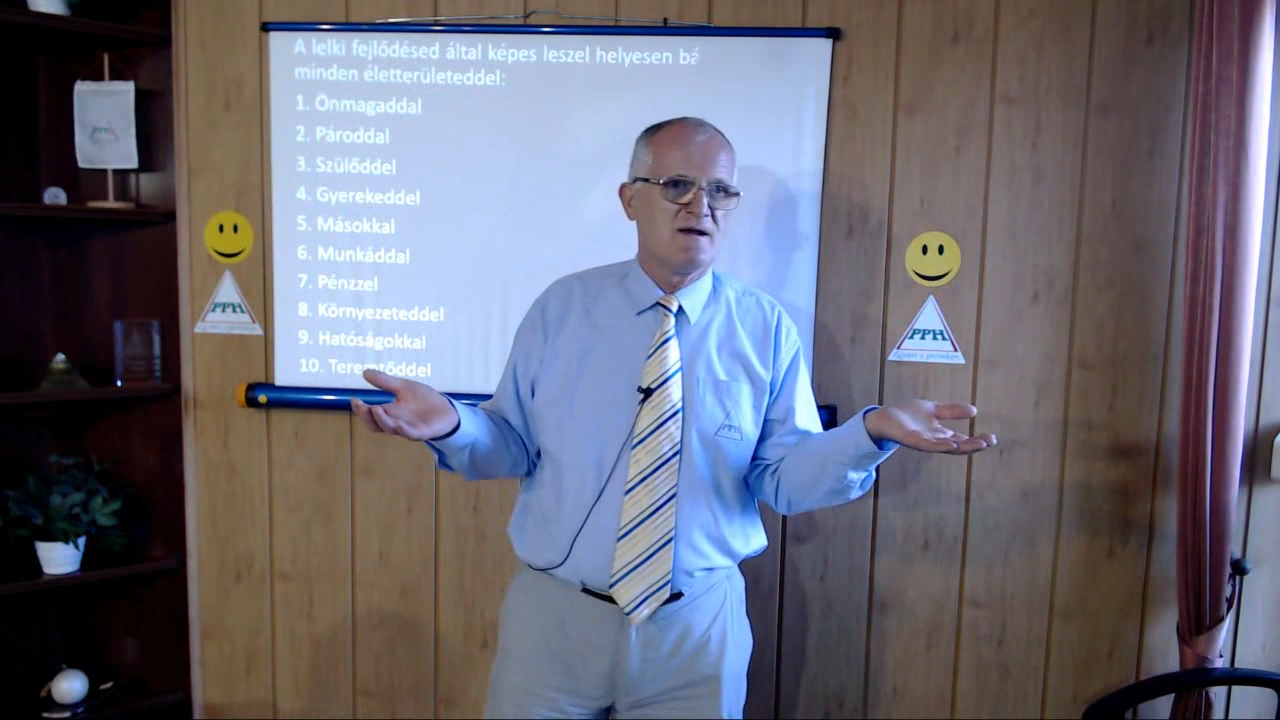 A lelki fejlődésed által képes leszel helyesen
minden életterületeddel:
1. Önmagaddal
2. Pároddal
3. Szülőddel
4. Gyerekeddel
5. Másokkal
6. Munkáddal
7. Pénzzel
8. Környezeteddel
9. Hatóságokkal
10. Teremtőddel
PPH
PPH
PPH